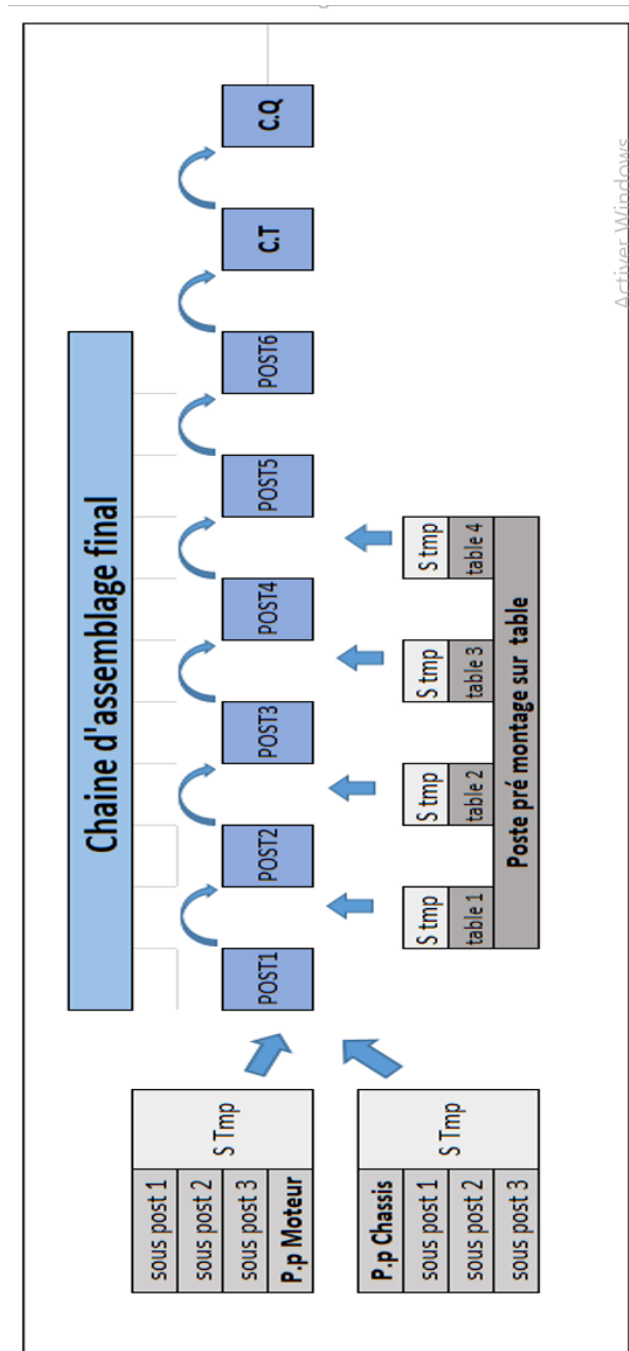 Chaine d'assemblage final
sous post 1
sous post 2
sous post 3
P.p Moteur
S Tmp
POST1
POST2
POST3
POST4
POST5
POST6
C.T
C.Q
P.p Chassis
sous post 1
sous post 2
sous post 3
S Tmp
S tmp
S tmp
S tmp
S tmp
table 1
table 2
table 3
table 4
Poste pré montage sur table
Activer Windows